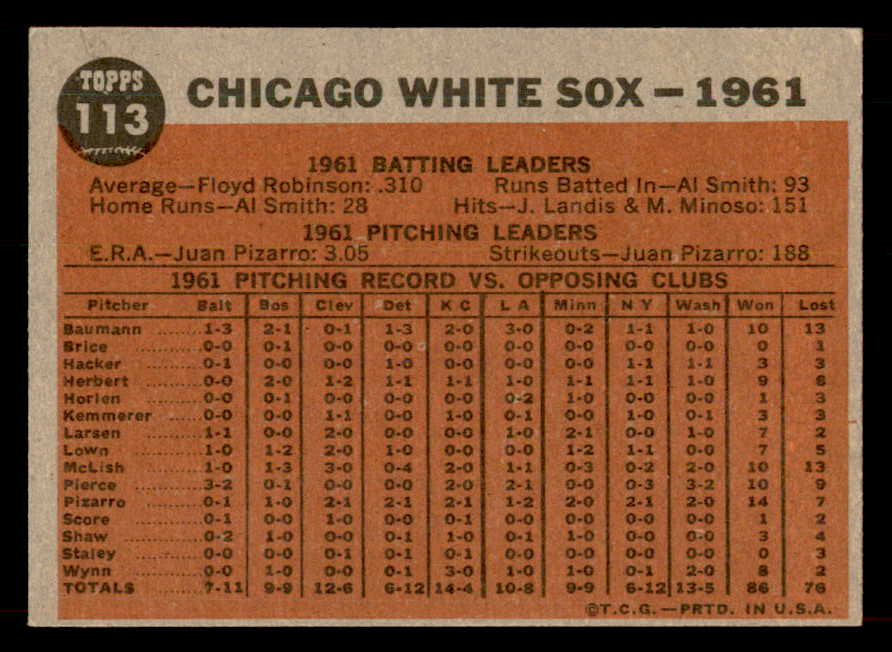 TOPPS
113
CHICAGO WHITE SOX — 1961
1961 BATTING LEADERS
Average—Floyd Robinson: .310 Runs Batted In—Al Smith: 93
Home Runs—Al Smith: 28 Hits—J. Landis & M. Minoso: 151
1961 PITCHING LEADERS
E.R.A.—Juan Pizarro: 3.05 Strikeouts—Juan Pizarro: 188
1961 PITCHING RECORD VS. OPPOSING CLUBS
Pitcher Balt Bos Clev Det K C L A Minn N Y Wash Won Lost
Baumann ....... 1-3 2-1 0-1 1-3 2-0 3-0 0-2 1-1 1-0 10 13
Brice .......... 0-0 0-1 0-0 0-0 0-0 0-0 0-0 0-0 0-0 0 1
Hacker ......... 0-1 0-0 0-0 1-0 0-0 0-0 0-0 1-1 1-1 3 3
Herbert ........ 0-0 2-0 1-2 1-1 1-1 1-0 1-1 1-1 1-0 9 6
Horlen ......... 0-0 0-1 0-0 0-0 0-0 0-2 1-0 0-0 0-0 1 3
Kemmerer ....... 0-0 0-0 1-1 0-0 1-0 0-1 0-0 1-0 0-1 3 3
Larsen ......... 1-1 0-0 2-0 0-0 0-0 1-0 2-1 0-0 1-0 7 2
Lown ........... 1-0 1-2 2-0 1-0 0-0 0-0 1-2 1-1 0-0 7 5
McLish ......... 1-0 1-3 3-0 0-4 2-0 1-1 0-3 0-2 2-0 10 13
Pierce ......... 3-2 0-1 0-0 0-0 2-0 2-1 0-0 0-3 3-2 10 9
Pizarro ........ 0-1 1-0 2-1 2-1 2-1 1-2 2-0 2-1 2-0 14 7
Score .......... 0-1 0-0 1-0 0-0 0-1 0-0 0-0 0-0 0-0 1 2
Shaw ........... 0-2 1-0 0-0 0-1 1-0 0-1 1-0 0-0 0-0 3 4
Staley ......... 0-0 0-0 0-1 0-1 0-1 0-0 0-0 0-0 0-0 0 3
Wynn ........... 0-0 1-0 0-0 0-1 3-0 1-0 1-0 0-1 2-0 8 2
TOTALS 7-11 9-9 12-6 6-12 14-4 10-8 9-9 6-12 13-5 86 76
©T.C.G.—PRTD. IN U.S.A.